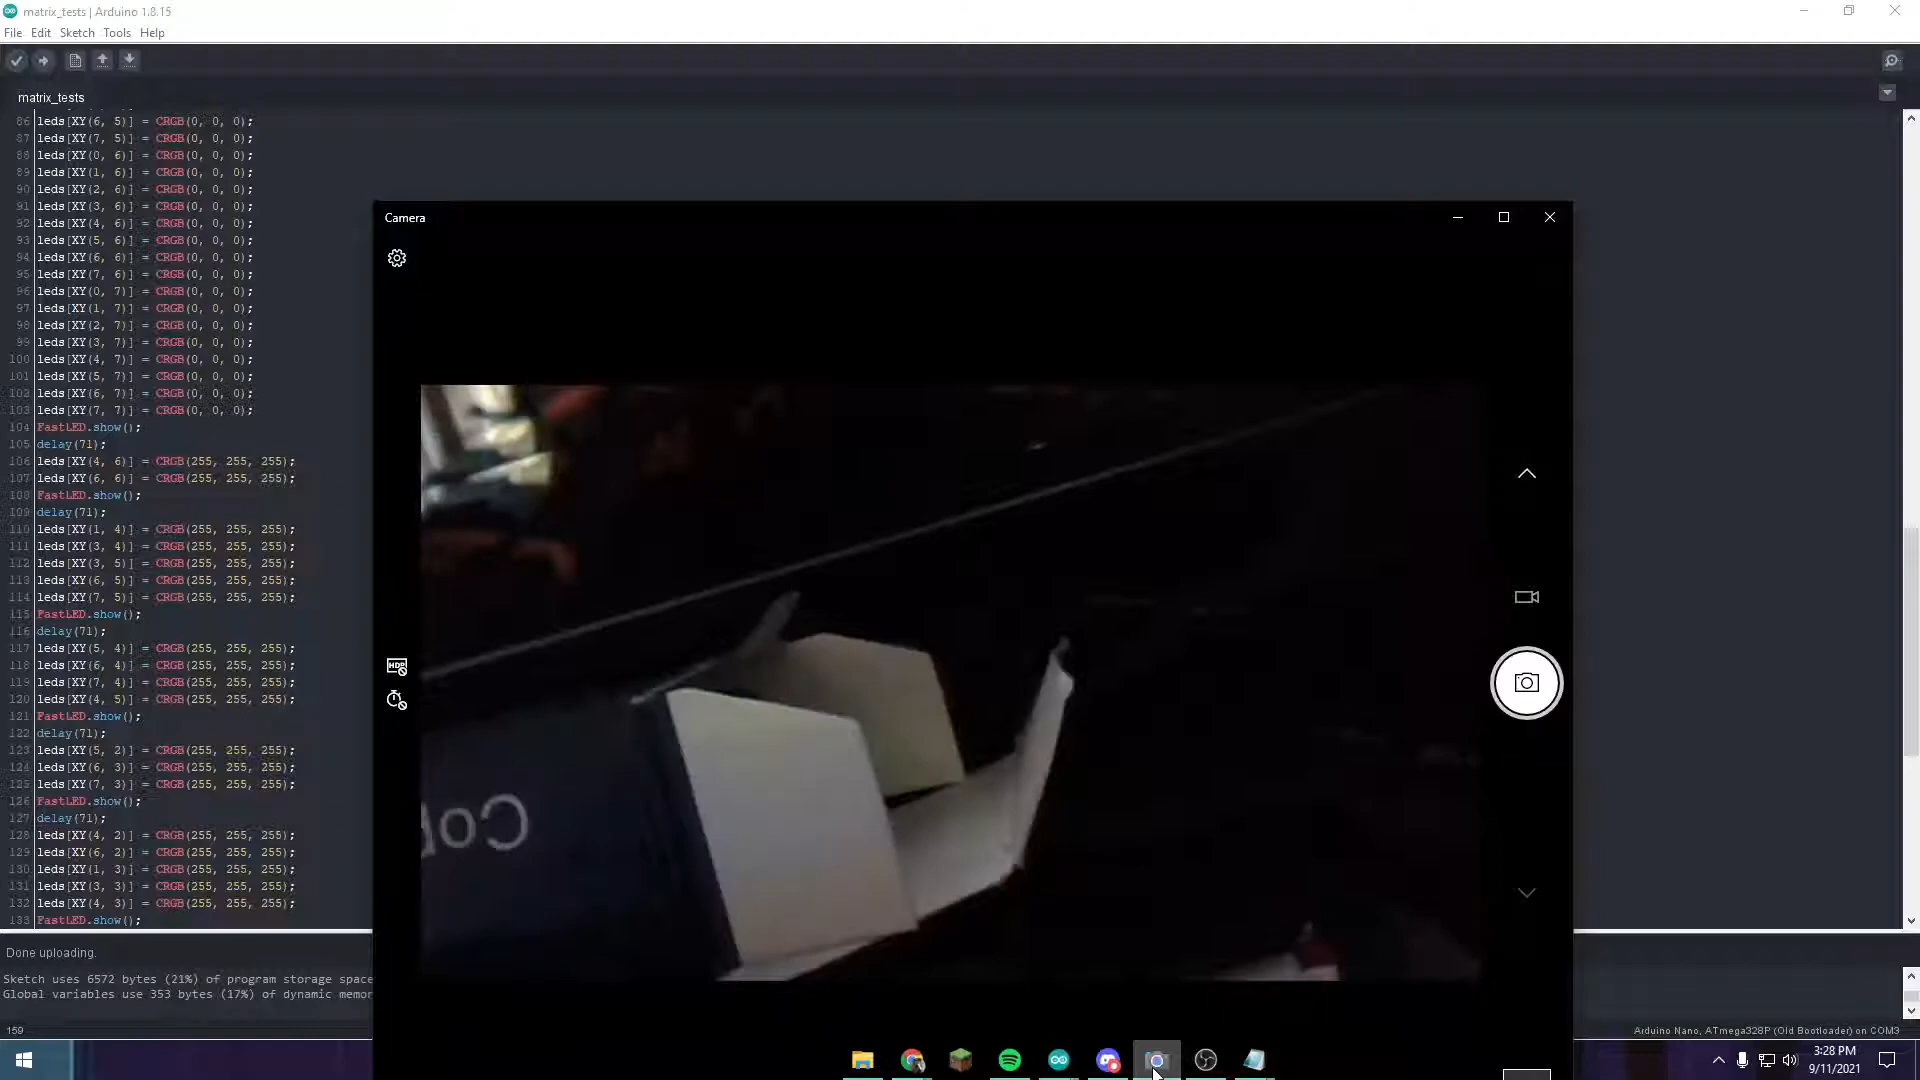 matrix_tests | Arduino 1.8.15
File Edit Sketch Tools Help
matrix_tests
86 leds[XY(6, 5)] = CRGB(0, 0, 0);
87 leds[XY(7, 5)] = CRGB(0, 0, 0);
88 leds[XY(0, 6)] = CRGB(0, 0, 0);
89 leds[XY(1, 6)] = CRGB(0, 0, 0);
90 leds[XY(2, 6)] = CRGB(0, 0, 0);
91 leds[XY(3, 6)] = CRGB(0, 0, 0);
92 leds[XY(4, 6)] = CRGB(0, 0, 0);
93 leds[XY(5, 6)] = CRGB(0, 0, 0);
94 leds[XY(6, 6)] = CRGB(0, 0, 0);
95 leds[XY(7, 6)] = CRGB(0, 0, 0);
96 leds[XY(0, 7)] = CRGB(0, 0, 0);
97 leds[XY(1, 7)] = CRGB(0, 0, 0);
98 leds[XY(2, 7)] = CRGB(0, 0, 0);
99 leds[XY(3, 7)] = CRGB(0, 0, 0);
100 leds[XY(4, 7)] = CRGB(0, 0, 0);
101 leds[XY(5, 7)] = CRGB(0, 0, 0);
102 leds[XY(6, 7)] = CRGB(0, 0, 0);
103 leds[XY(7, 7)] = CRGB(0, 0, 0);
104 FastLED.show();
105 delay(71);
106 leds[XY(4, 6)] = CRGB(255, 255, 255);
107 leds[XY(6, 6)] = CRGB(255, 255, 255);
108 FastLED.show();
109 delay(71);
110 leds[XY(1, 4)] = CRGB(255, 255, 255);
111 leds[XY(3, 4)] = CRGB(255, 255, 255);
112 leds[XY(3, 5)] = CRGB(255, 255, 255);
113 leds[XY(6, 5)] = CRGB(255, 255, 255);
114 leds[XY(7, 5)] = CRGB(255, 255, 255);
115 FastLED.show();
116 delay(71);
117 leds[XY(5, 4)] = CRGB(255, 255, 255);
118 leds[XY(6, 4)] = CRGB(255, 255, 255);
119 leds[XY(7, 4)] = CRGB(255, 255, 255);
120 leds[XY(4, 5)] = CRGB(255, 255, 255);
121 FastLED.show();
122 delay(71);
123 leds[XY(5, 2)] = CRGB(255, 255, 255);
124 leds[XY(6, 3)] = CRGB(255, 255, 255);
125 leds[XY(7, 3)] = CRGB(255, 255, 255);
126 FastLED.show();
127 delay(71);
128 leds[XY(4, 2)] = CRGB(255, 255, 255);
129 leds[XY(6, 2)] = CRGB(255, 255, 255);
130 leds[XY(1, 3)] = CRGB(255, 255, 255);
131 leds[XY(3, 3)] = CRGB(255, 255, 255);
132 leds[XY(4, 3)] = CRGB(255, 255, 255);
133 FastLED.show();
Camera
HDR
Done uploading.
Sketch uses 6572 bytes (21%) of program storage space
Global variables use 353 bytes (17%) of dynamic memor
159
Arduino Nano, ATmega328P (Old Bootloader) on COM3
3:28 PM
9/11/2021